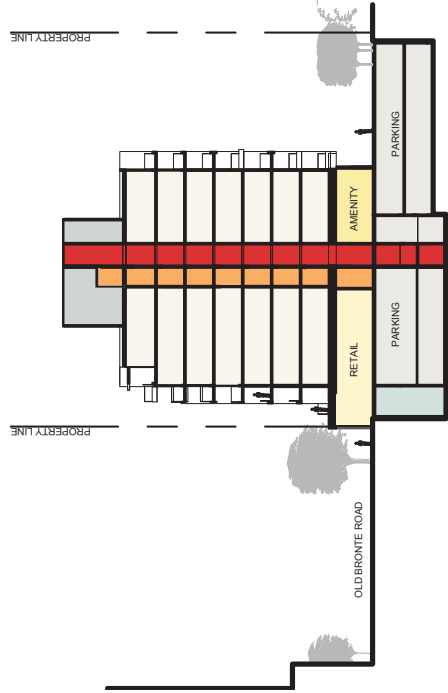 PROPERTY LINE
PARKING
AMENITY
RETAIL
PARKING
PROPERTY LINE
OLD BRONTE ROAD